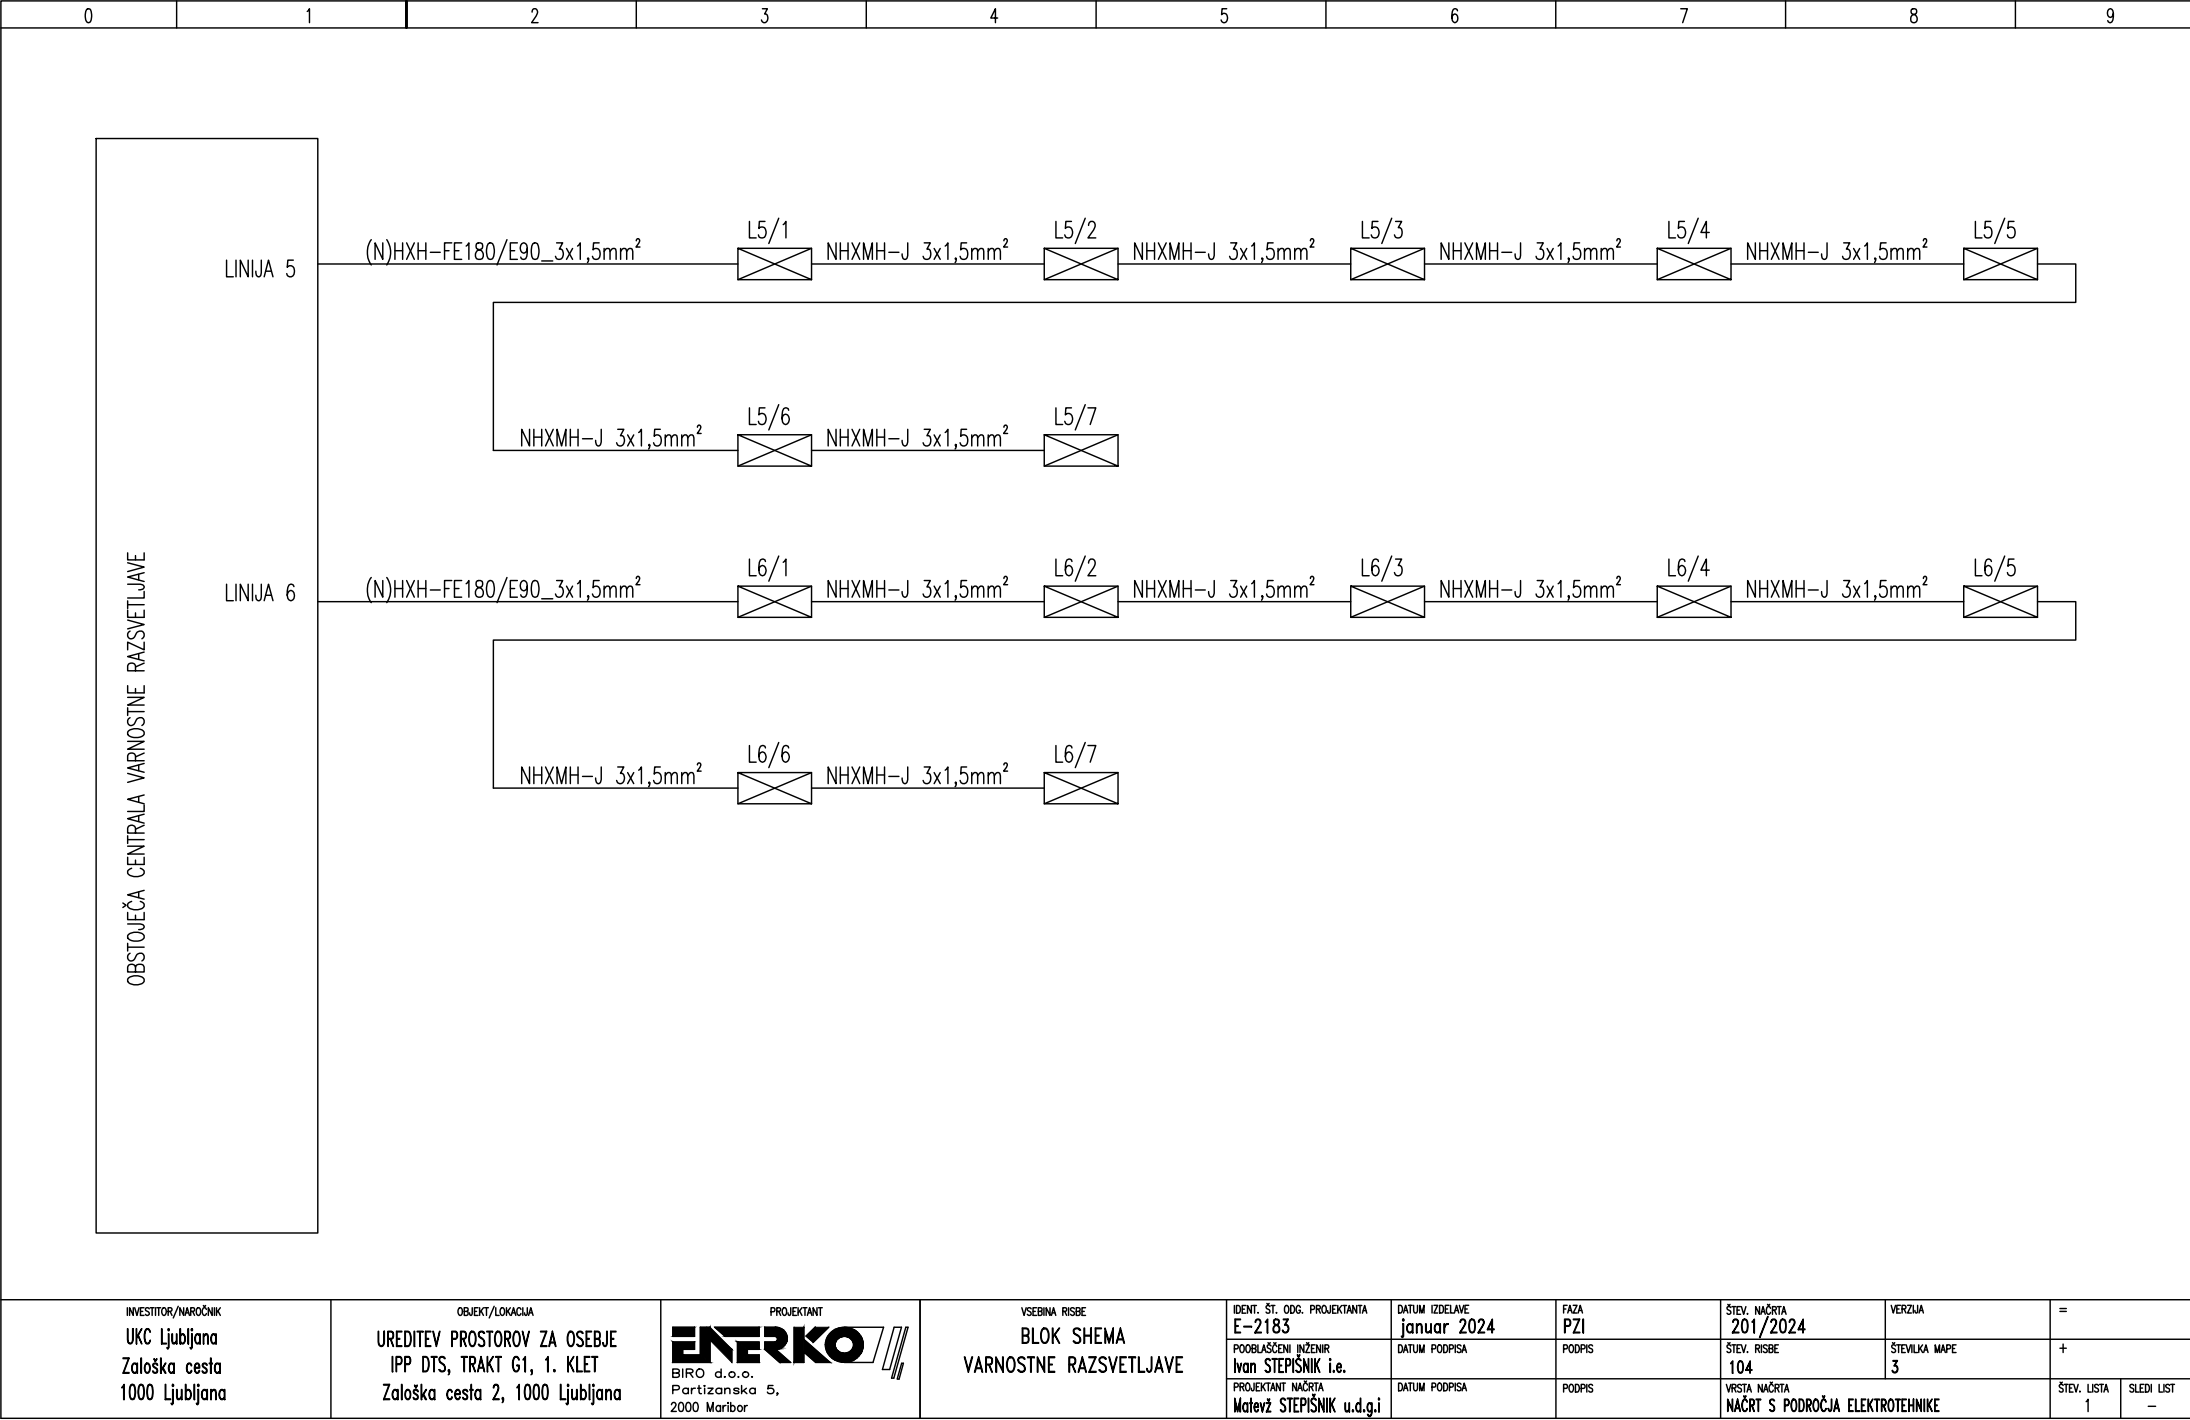 0 1 2 3 4 5 6 7 8 9
L5/1 L5/2 L5/3 L5/4 L5/5
LINIJA 5 (N)HXH-FE180/E90_3x1,5mm² NHXMH-J 3x1,5mm² NHXMH-J 3x1,5mm² NHXMH-J 3x1,5mm² NHXMH-J 3x1,5mm²
L5/6 L5/7
NHXMH-J 3x1,5mm² NHXMH-J 3x1,5mm²
L6/1 L6/2 L6/3 L6/4 L6/5
LINIJA 6 (N)HXH-FE180/E90_3x1,5mm² NHXMH-J 3x1,5mm² NHXMH-J 3x1,5mm² NHXMH-J 3x1,5mm² NHXMH-J 3x1,5mm²
L6/6 L6/7
NHXMH-J 3x1,5mm² NHXMH-J 3x1,5mm²
OBSTOJEČA CENTRALA VARNOSTNE RAZSVETLJAVE
INVESTITOR/NAROČNIK
UKC Ljubljana
Zaloška cesta
1000 Ljubljana
OBJEKT/LOKACIJA
UREDITEV PROSTOROV ZA OSEBJE
IPP DTS, TRAKT G1, 1. KLET
Zaloška cesta 2, 1000 Ljubljana
PROJEKTANT
ENERKO
BIRO d.o.o.
Partizanska 5,
2000 Maribor
VSEBINA RISBE
BLOK SHEMA
VARNOSTNE RAZSVETLJAVE
IDENT. ŠT. ODG. PROJEKTANTA
E-2183
DATUM IZDELAVE
januar 2024
FAZA
PZI
ŠTEV. NAČRTA
201/2024
VERZIJA
=
POOBLAŠČENI INŽENIR
Ivan STEPIŠNIK i.e.
DATUM PODPISA
PODPIS
ŠTEV. RISBE
104
ŠTEVILKA MAPE
3
+
PROJEKTANT NAČRTA
Matevž STEPIŠNIK u.d.g.i
DATUM PODPISA
PODPIS
VRSTA NAČRTA
NAČRT S PODROČJA ELEKTROTEHNIKE
ŠTEV. LISTA
1
SLEDI LIST
-